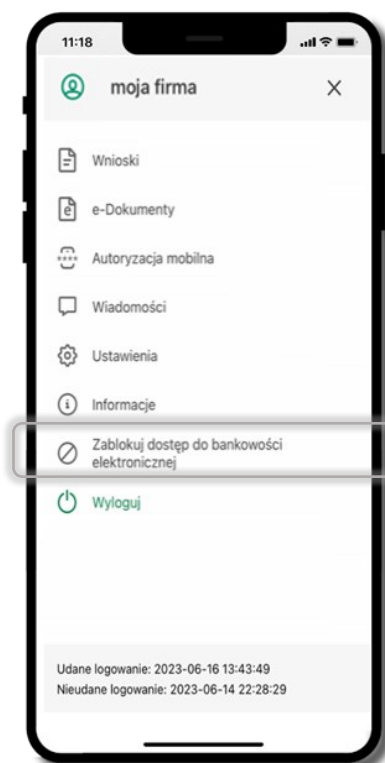 11:18
moja firma
Wnioski
e-Dokumenty
Autoryzacja mobilna
Wiadomości
Ustawienia
Informacje
Zablokuj dostęp do bankowości
elektronicznej
Wyloguj
Udane logowanie: 2023-06-16 13:43:49
Nieudane logowanie: 2023-06-14 22:28:29